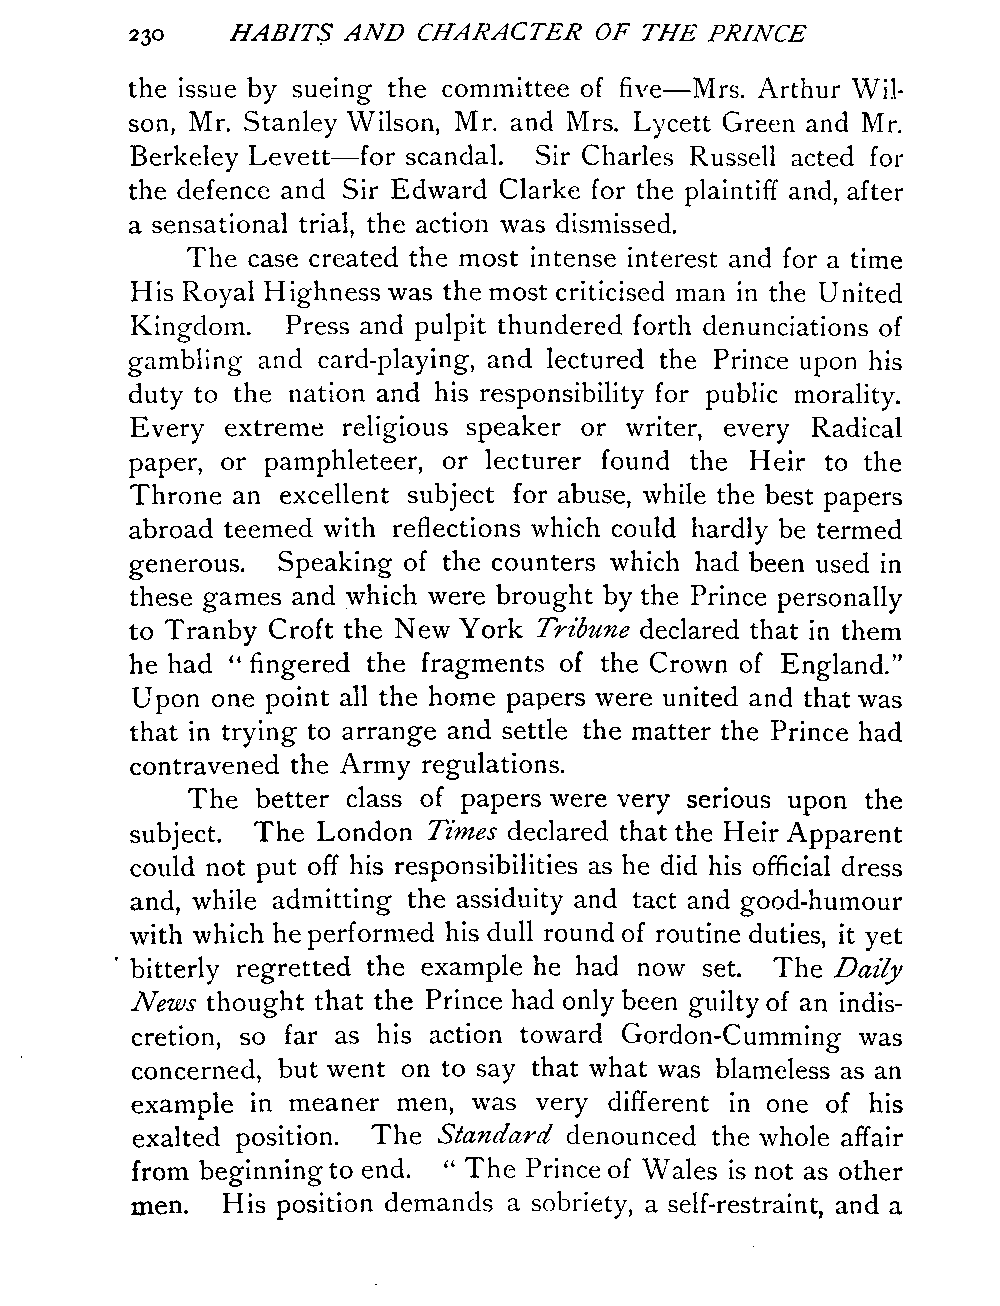 230 HABITS AND CHARACTER OF THE PRINCE
the issue by sueing the committee of five—Mrs. Arthur Wil-
son, Mr. Stanley Wilson, Mr. and Mrs. Lycett Green and Mr.
Berkeley Levett—for scandal. Sir Charles Russell acted for
the defence and Sir Edward Clarke for the plaintiff and, after
a sensational trial, the action was dismissed.
The case created the most intense interest and for a time
His Royal Highness was the most criticised man in the United
Kingdom. Press and pulpit thundered forth denunciations of
gambling and card-playing, and lectured the Prince upon his
duty to the nation and his responsibility for public morality.
Every extreme religious speaker or writer, every Radical
paper, or pamphleteer, or lecturer found the Heir to the
Throne an excellent subject for abuse, while the best papers
abroad teemed with reflections which could hardly be termed
generous. Speaking of the counters which had been used in
these games and which were brought by the Prince personally
to Tranby Croft the New York Tribune declared that in them
he had “fingered the fragments of the Crown of England.”
Upon one point all the home papers were united and that was
that in trying to arrange and settle the matter the Prince had
contravened the Army regulations.
The better class of papers were very serious upon the
subject. The London Times declared that the Heir Apparent
could not put off his responsibilities as he did his official dress
and, while admitting the assiduity and tact and good-humour
with which he performed his dull round of routine duties, it yet
bitterly regretted the example he had now set. The Daily
News thought that the Prince had only been guilty of an indis-
cretion, so far as his action toward Gordon-Cumming was
concerned, but went on to say that what was blameless as an
example in meaner men, was very different in one of his
exalted position. The Standard denounced the whole affair
from beginning to end. “The Prince of Wales is not as other
men. His position demands a sobriety, a self-restraint, and a